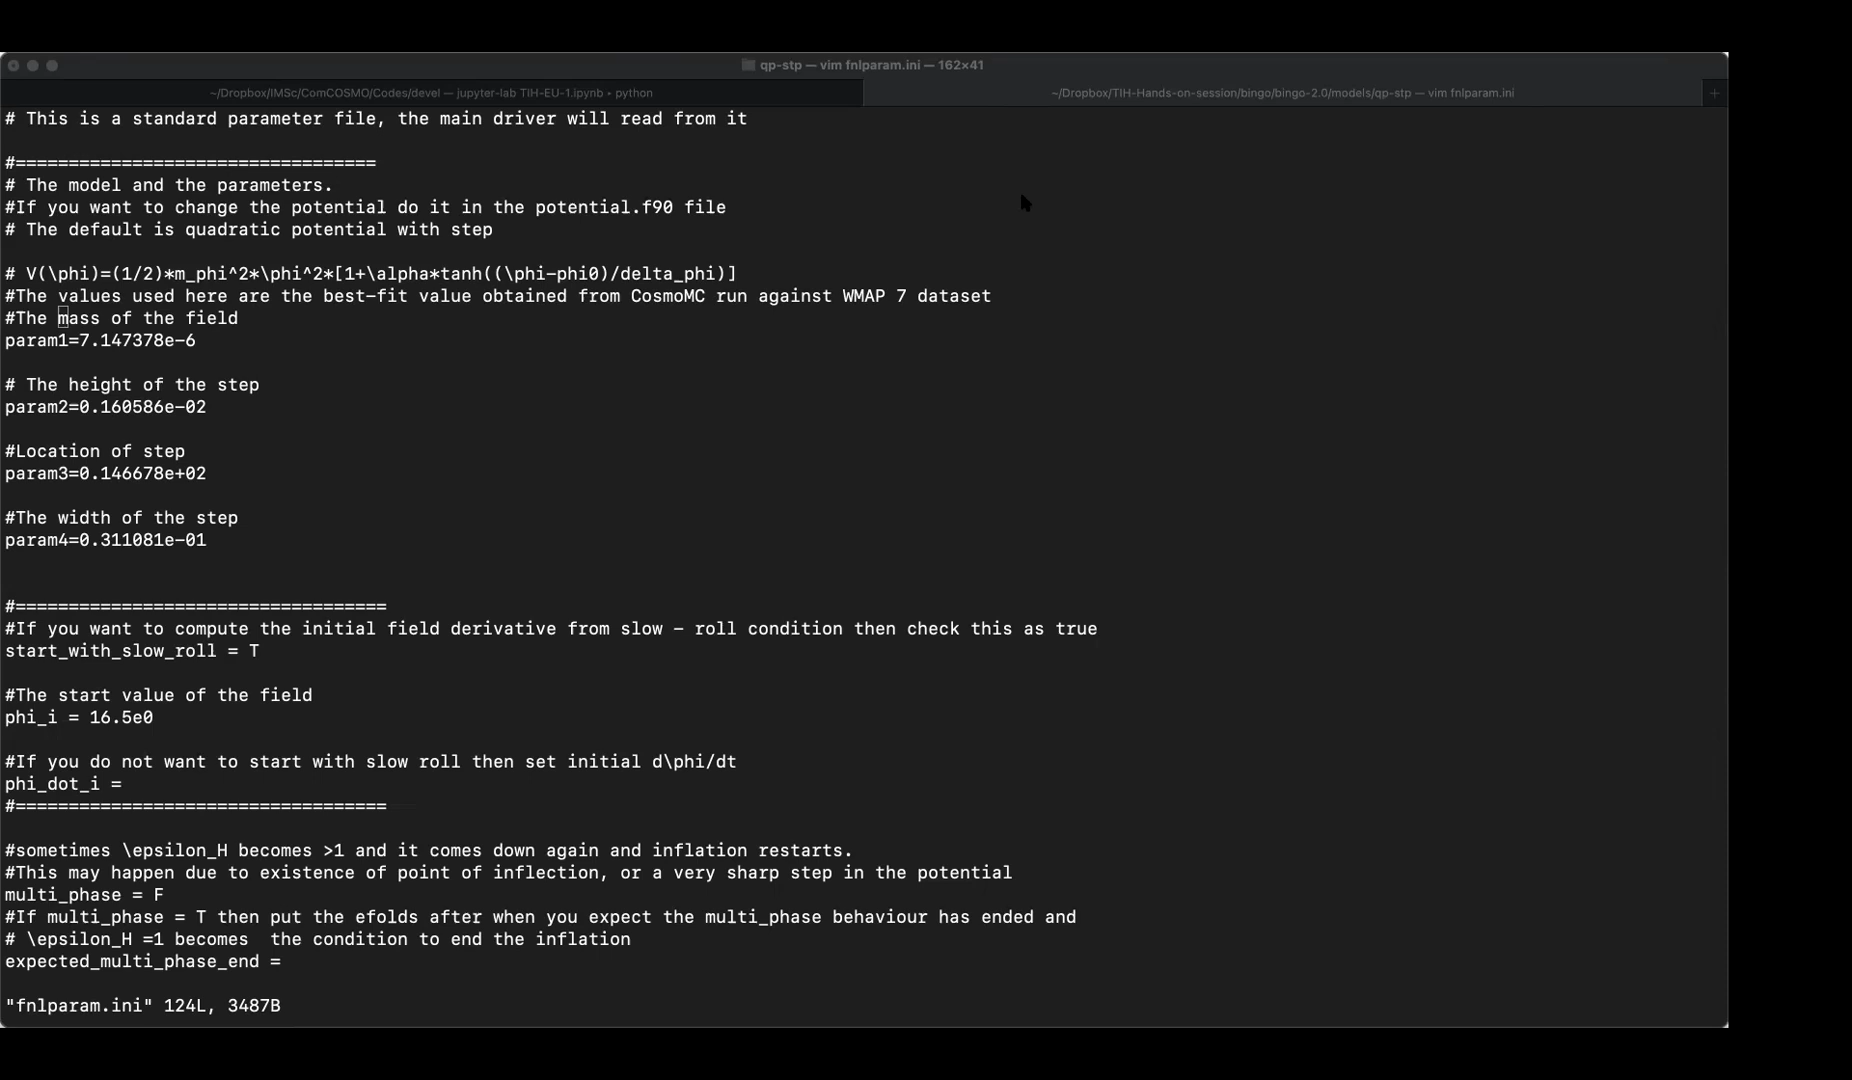 qp-stp — vim fnlparam.ini — 162×41
~/Dropbox/IMSc/ComCOSMO/Codes/devel — jupyter-lab TIH-EU-1.ipynb • python
~/Dropbox/TIH-Hands-on-session/bingo/bingo-2.0/models/qp-stp — vim fnlparam.ini
+
# This is a standard parameter file, the main driver will read from it
#==================================
# The model and the parameters.
#If you want to change the potential do it in the potential.f90 file
# The default is quadratic potential with step
# V(\phi)=(1/2)*m_phi^2*\phi^2*[1+\alpha*tanh((\phi-phi0)/delta_phi)]
#The values used here are the best-fit value obtained from CosmoMC run against WMAP 7 dataset
#The mass of the field
param1=7.147378e-6
# The height of the step
param2=0.160586e-02
#Location of step
param3=0.146678e+02
#The width of the step
param4=0.311081e-01
#===================================
#If you want to compute the initial field derivative from slow - roll condition then check this as true
start_with_slow_roll = T
#The start value of the field
phi_i = 16.5e0
#If you do not want to start with slow roll then set initial d\phi/dt
phi_dot_i =
#===================================
#sometimes \epsilon_H becomes >1 and it comes down again and inflation restarts.
#This may happen due to existence of point of inflection, or a very sharp step in the potential
multi_phase = F
#If multi_phase = T then put the efolds after when you expect the multi_phase behaviour has ended and
# \epsilon_H =1 becomes  the condition to end the inflation
expected_multi_phase_end =
"fnlparam.ini" 124L, 3487B